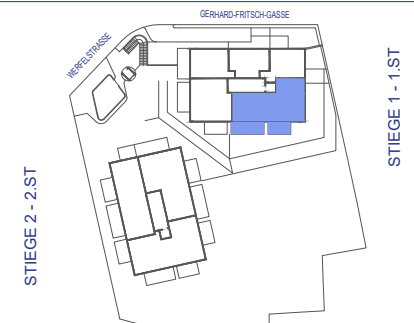 GERHARD-FRITSCH-GASSE
WERFELSTRASSE
STIEGE 1 - 1.ST
STIEGE 2 - 2.ST